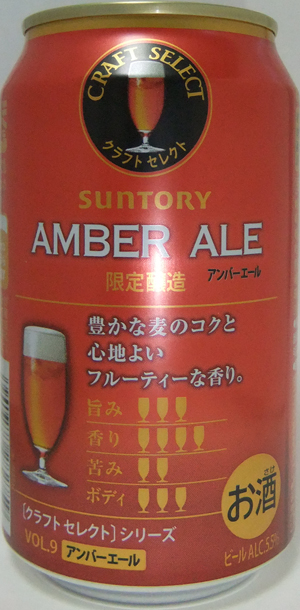 CRAFT SELECT
クラフト セレクト
SUNTORY
AMBER ALE
限定醸造 アンバーエール
豊かな麦のコクと
心地よい
フルーティーな香り。
旨み
香り
苦み
ボディ
さけ
お酒
[クラフト セレクト]シリーズ
VOL.9 アンバーエール
ビール ALC.5.5%